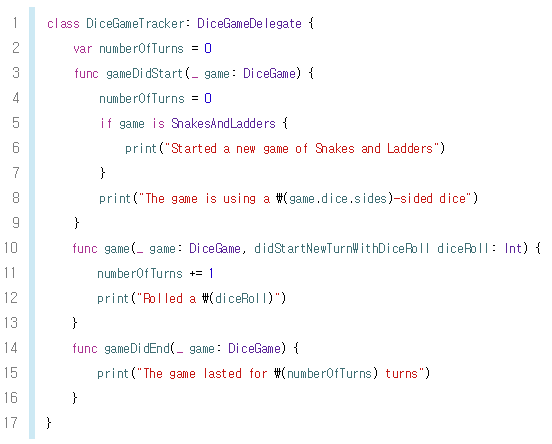 1 class DiceGameTracker: DiceGameDelegate {
2 var numberOfTurns = 0
3 func gameDidStart(_ game: DiceGame) {
4 numberOfTurns = 0
5 if game is SnakesAndLadders {
6 print("Started a new game of Snakes and Ladders")
7 }
8 print("The game is using a ₩(game.dice.sides)-sided dice")
9 }
10 func game(_ game: DiceGame, didStartNewTurnWithDiceRoll diceRoll: Int) {
11 numberOfTurns += 1
12 print("Rolled a ₩(diceRoll)")
13 }
14 func gameDidEnd(_ game: DiceGame) {
15 print("The game lasted for ₩(numberOfTurns) turns")
16 }
17 }